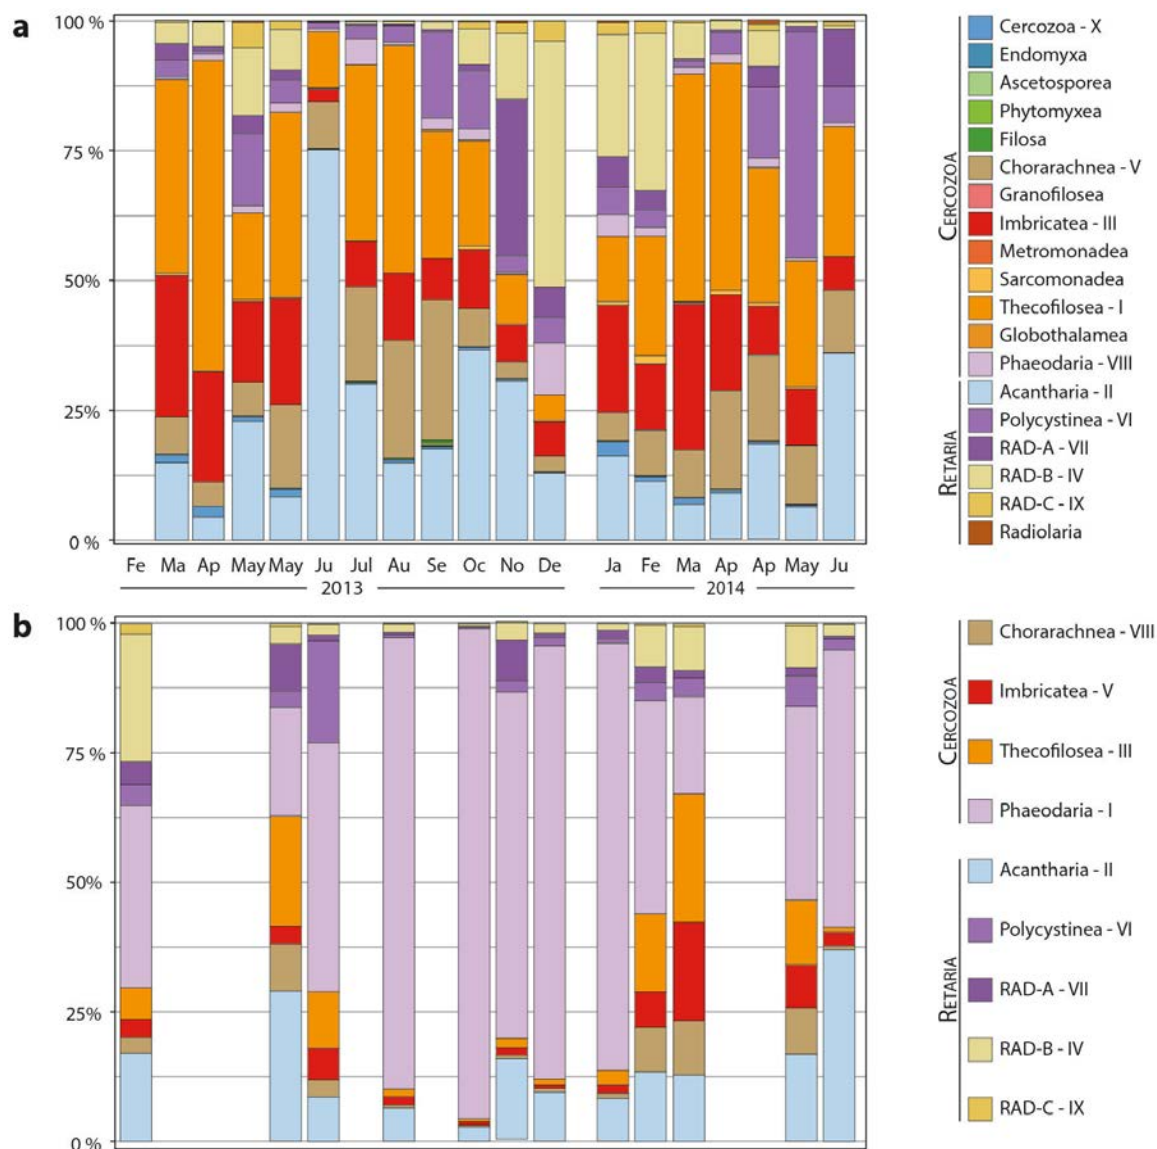 a
100 %
75 %
50 %
25 %
0 %
Fe Ma Ap May May Ju Jul Au Se Oc No De Ja Fe Ma Ap Ap May Ju
2013 2014
CERCOZOA
Cercozoa - X
Endomyxa
Ascetosporea
Phytomyxea
Filosa
Chorarachnea - V
Granofilosea
Imbricatea - III
Metromonadea
Sarcomonadea
Thecofilosea - I
Globothalamea
Phaeodaria - VIII
RETARIA
Acantharia - II
Polycystinea - VI
RAD-A - VII
RAD-B - IV
RAD-C - IX
Radiolaria
b
100 %
75%
50%
25%
0 %
CERCOZOA
Chorarachnea - VIII
Imbricatea - V
Thecofilosea - III
Phaeodaria - I
RETARIA
Acantharia - II
Polycystinea - VI
RAD-A - VII
RAD-B - IV
RAD-C - IX